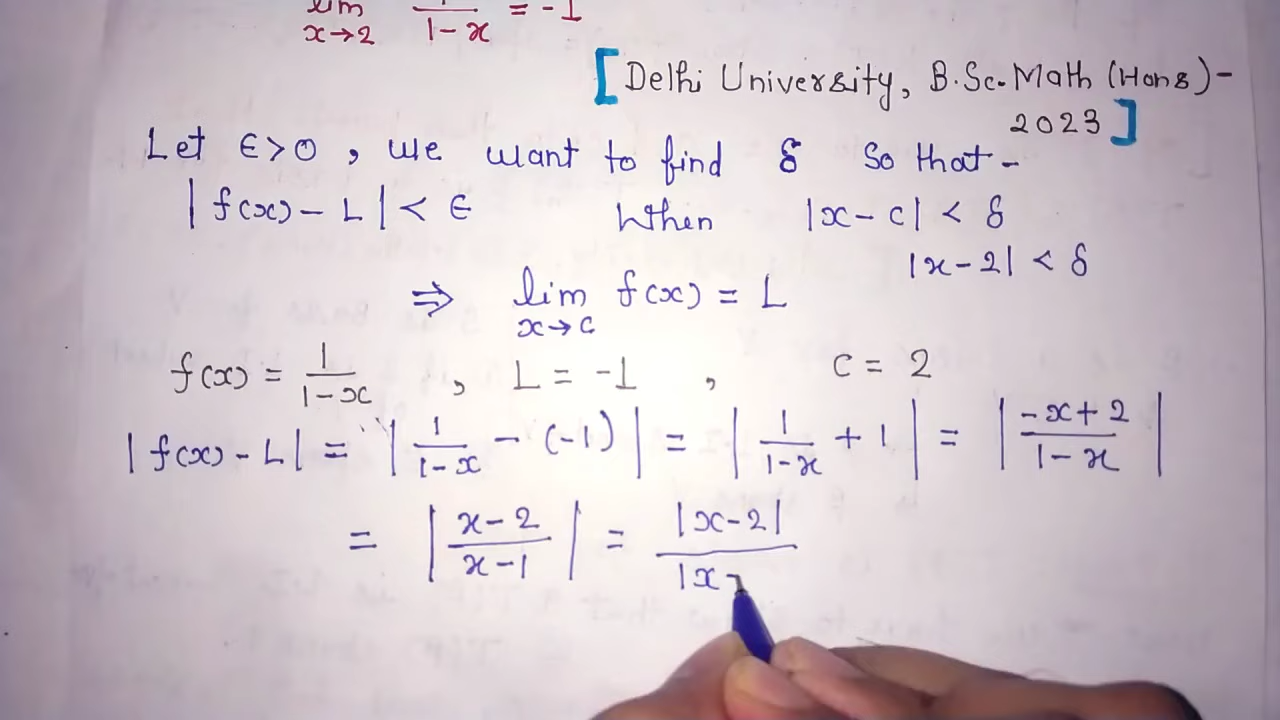 lim x→2 1/1-x = -1
[Delhi University, B.Sc. Math (Hons)-
2023]
Let ε>0, we want to find δ so that-
|f(x) - L| < ε when |x-c| < δ
|x-2| < δ
⇒ lim x→c f(x) = L
f(x) = 1/1-x , L = -1 , c = 2
|f(x) - L| = |1/1-x - (-1)| = |1/1-x + 1| = |-x+2/1-x|
= |x-2/x-1| = |x-2|/|x-